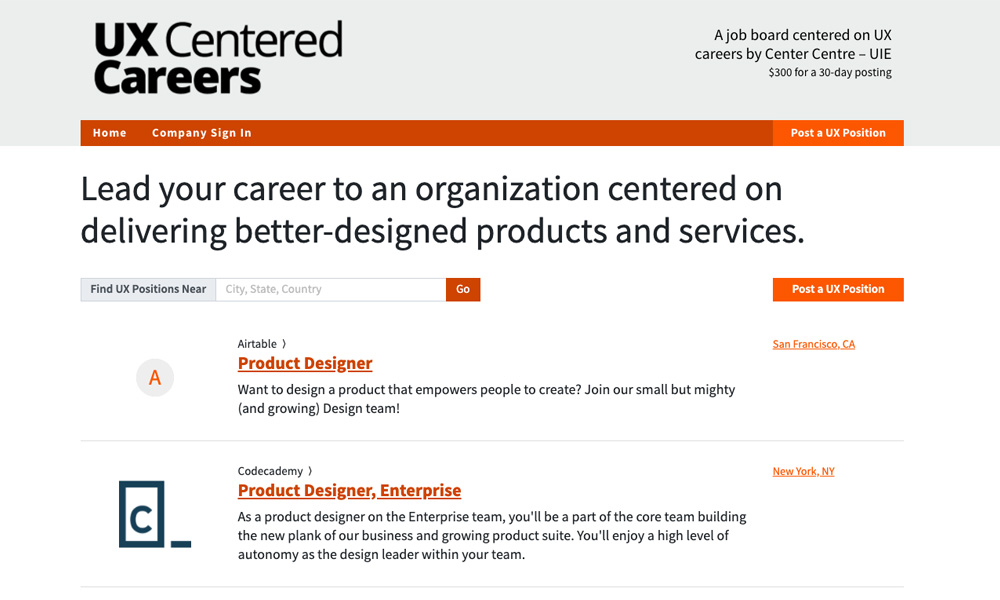 UX Centered
Careers
A job board centered on UX
careers by Center Centre – UIE
$300 for a 30-day posting
Home
Company Sign In
Post a UX Position
Lead your career to an organization centered on
delivering better-designed products and services.
Find UX Positions Near
City, State, Country
Go
Post a UX Position
A
Airtable ⟩
Product Designer
San Francisco, CA
Want to design a product that empowers people to create? Join our small but mighty
(and growing) Design team!
C_
Codecademy ⟩
Product Designer, Enterprise
New York, NY
As a product designer on the Enterprise team, you'll be a part of the core team building
the new plank of our business and growing product suite. You'll enjoy a high level of
autonomy as the design leader within your team.